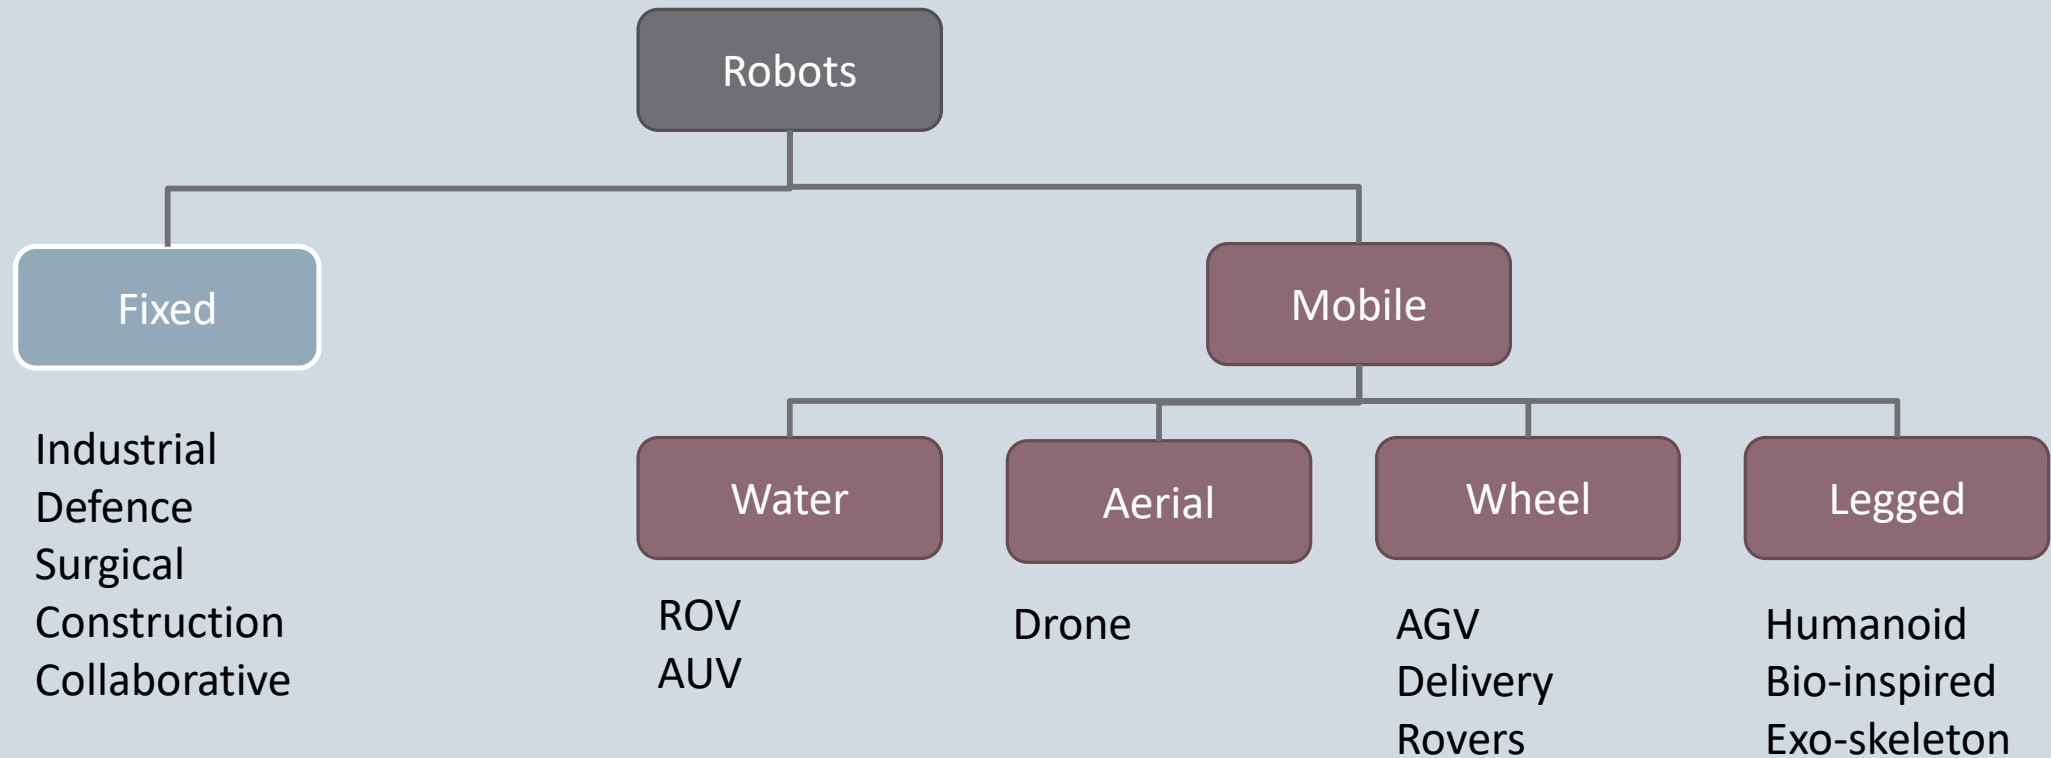 Robots
Fixed
Mobile
Industrial
Defence
Surgical
Construction
Collaborative
Water
Aerial
Wheel
Legged
ROV
AUV
Drone
AGV
Delivery
Rovers
Humanoid
Bio-inspired
Exo-skeleton